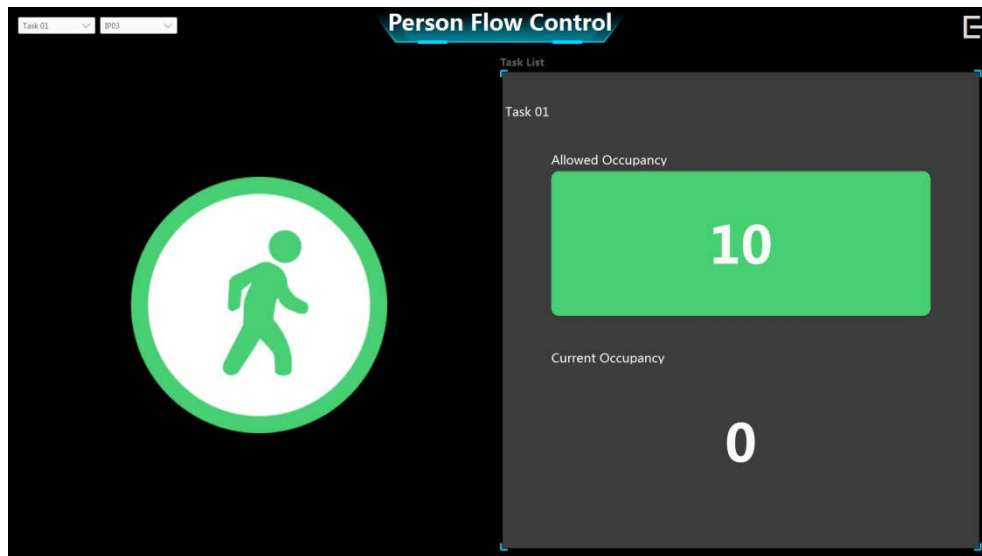 Task 01
IP03
Person Flow Control
Task List
Task 01
Allowed Occupancy
10
Current Occupancy
0